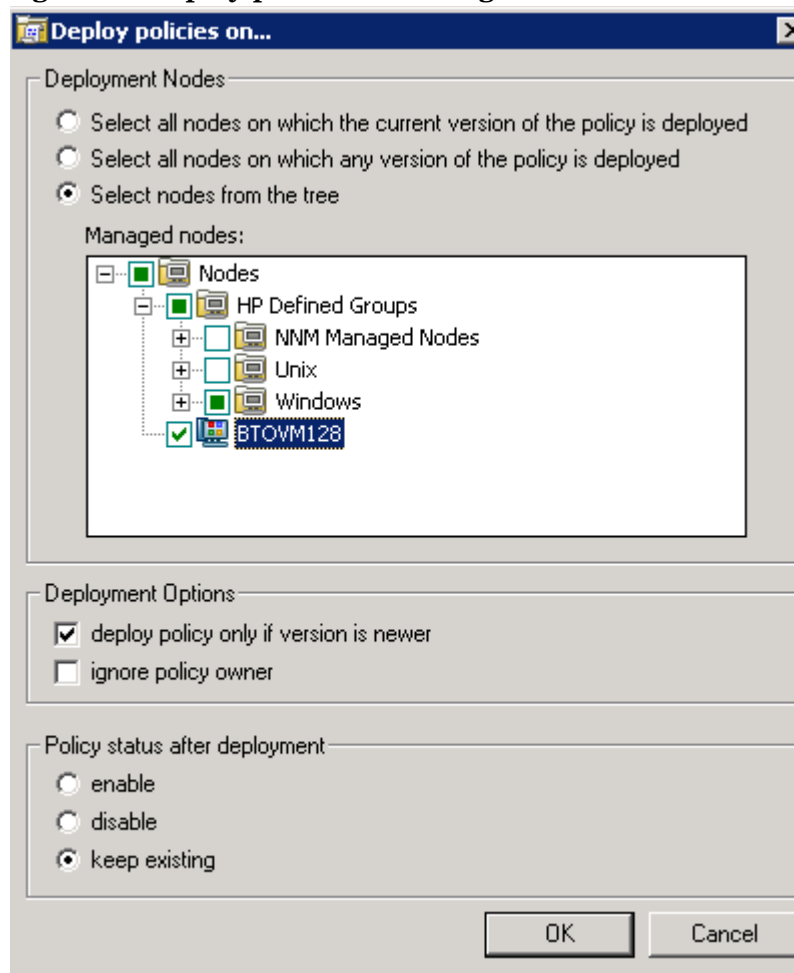 Deploy policies on...
Deployment Nodes
Select all nodes on which the current version of the policy is deployed
Select all nodes on which any version of the policy is deployed
Select nodes from the tree
Managed nodes:
Nodes
HP Defined Groups
NNM Managed Nodes
Unix
Windows
BTOVM128
Deployment Options
deploy policy only if version is newer
ignore policy owner
Policy status after deployment
enable
disable
keep existing
OK Cancel